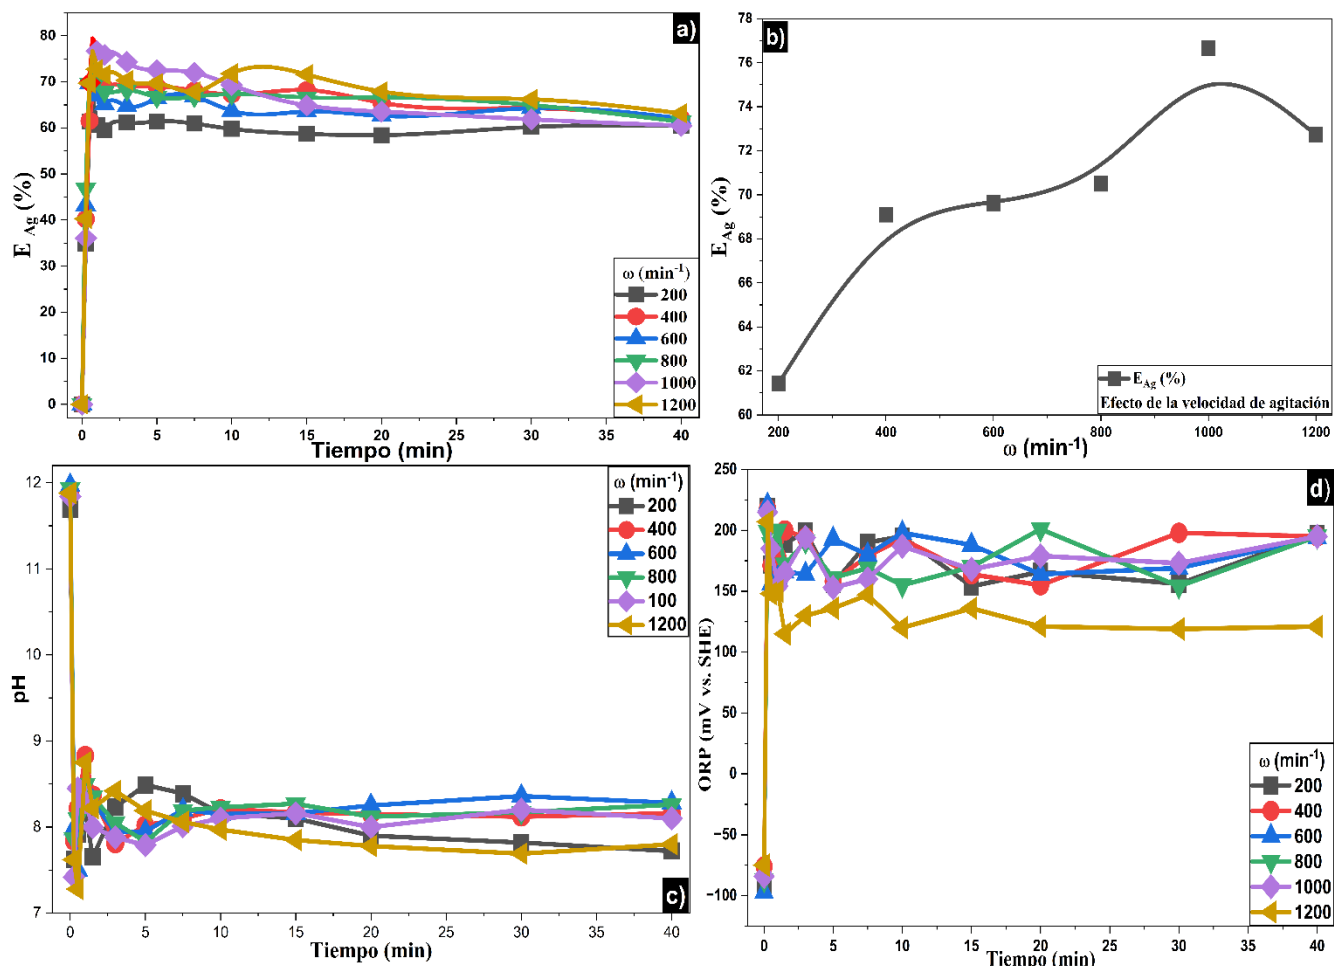 a)
E Ag (%)
80
70
60
50
40
30
20
10
0
ω (min-1)
200
400
600
800
1000
1200
0 5 10 15 20 25 30 35 40
Tiempo (min)
b)
EAg (%)
78
76
74
72
70
68
66
64
62
60
EAg (%)
Efecto de la velocidad de agitación
200 400 600 800 1000 1200
ω (min-1)
c)
pH
12
11
10
9
8
7
ω (min-1)
200
400
600
800
100
1200
0 5 10 15 20 25 30 35 40
Tiempo (min)
d)
ORP (mV vs. SHE)
250
200
150
100
50
0
−50
−100
ω (min-1)
200
400
600
800
1000
1200
0 5 10 15 20 25 30 35 40
Tiempo (min)